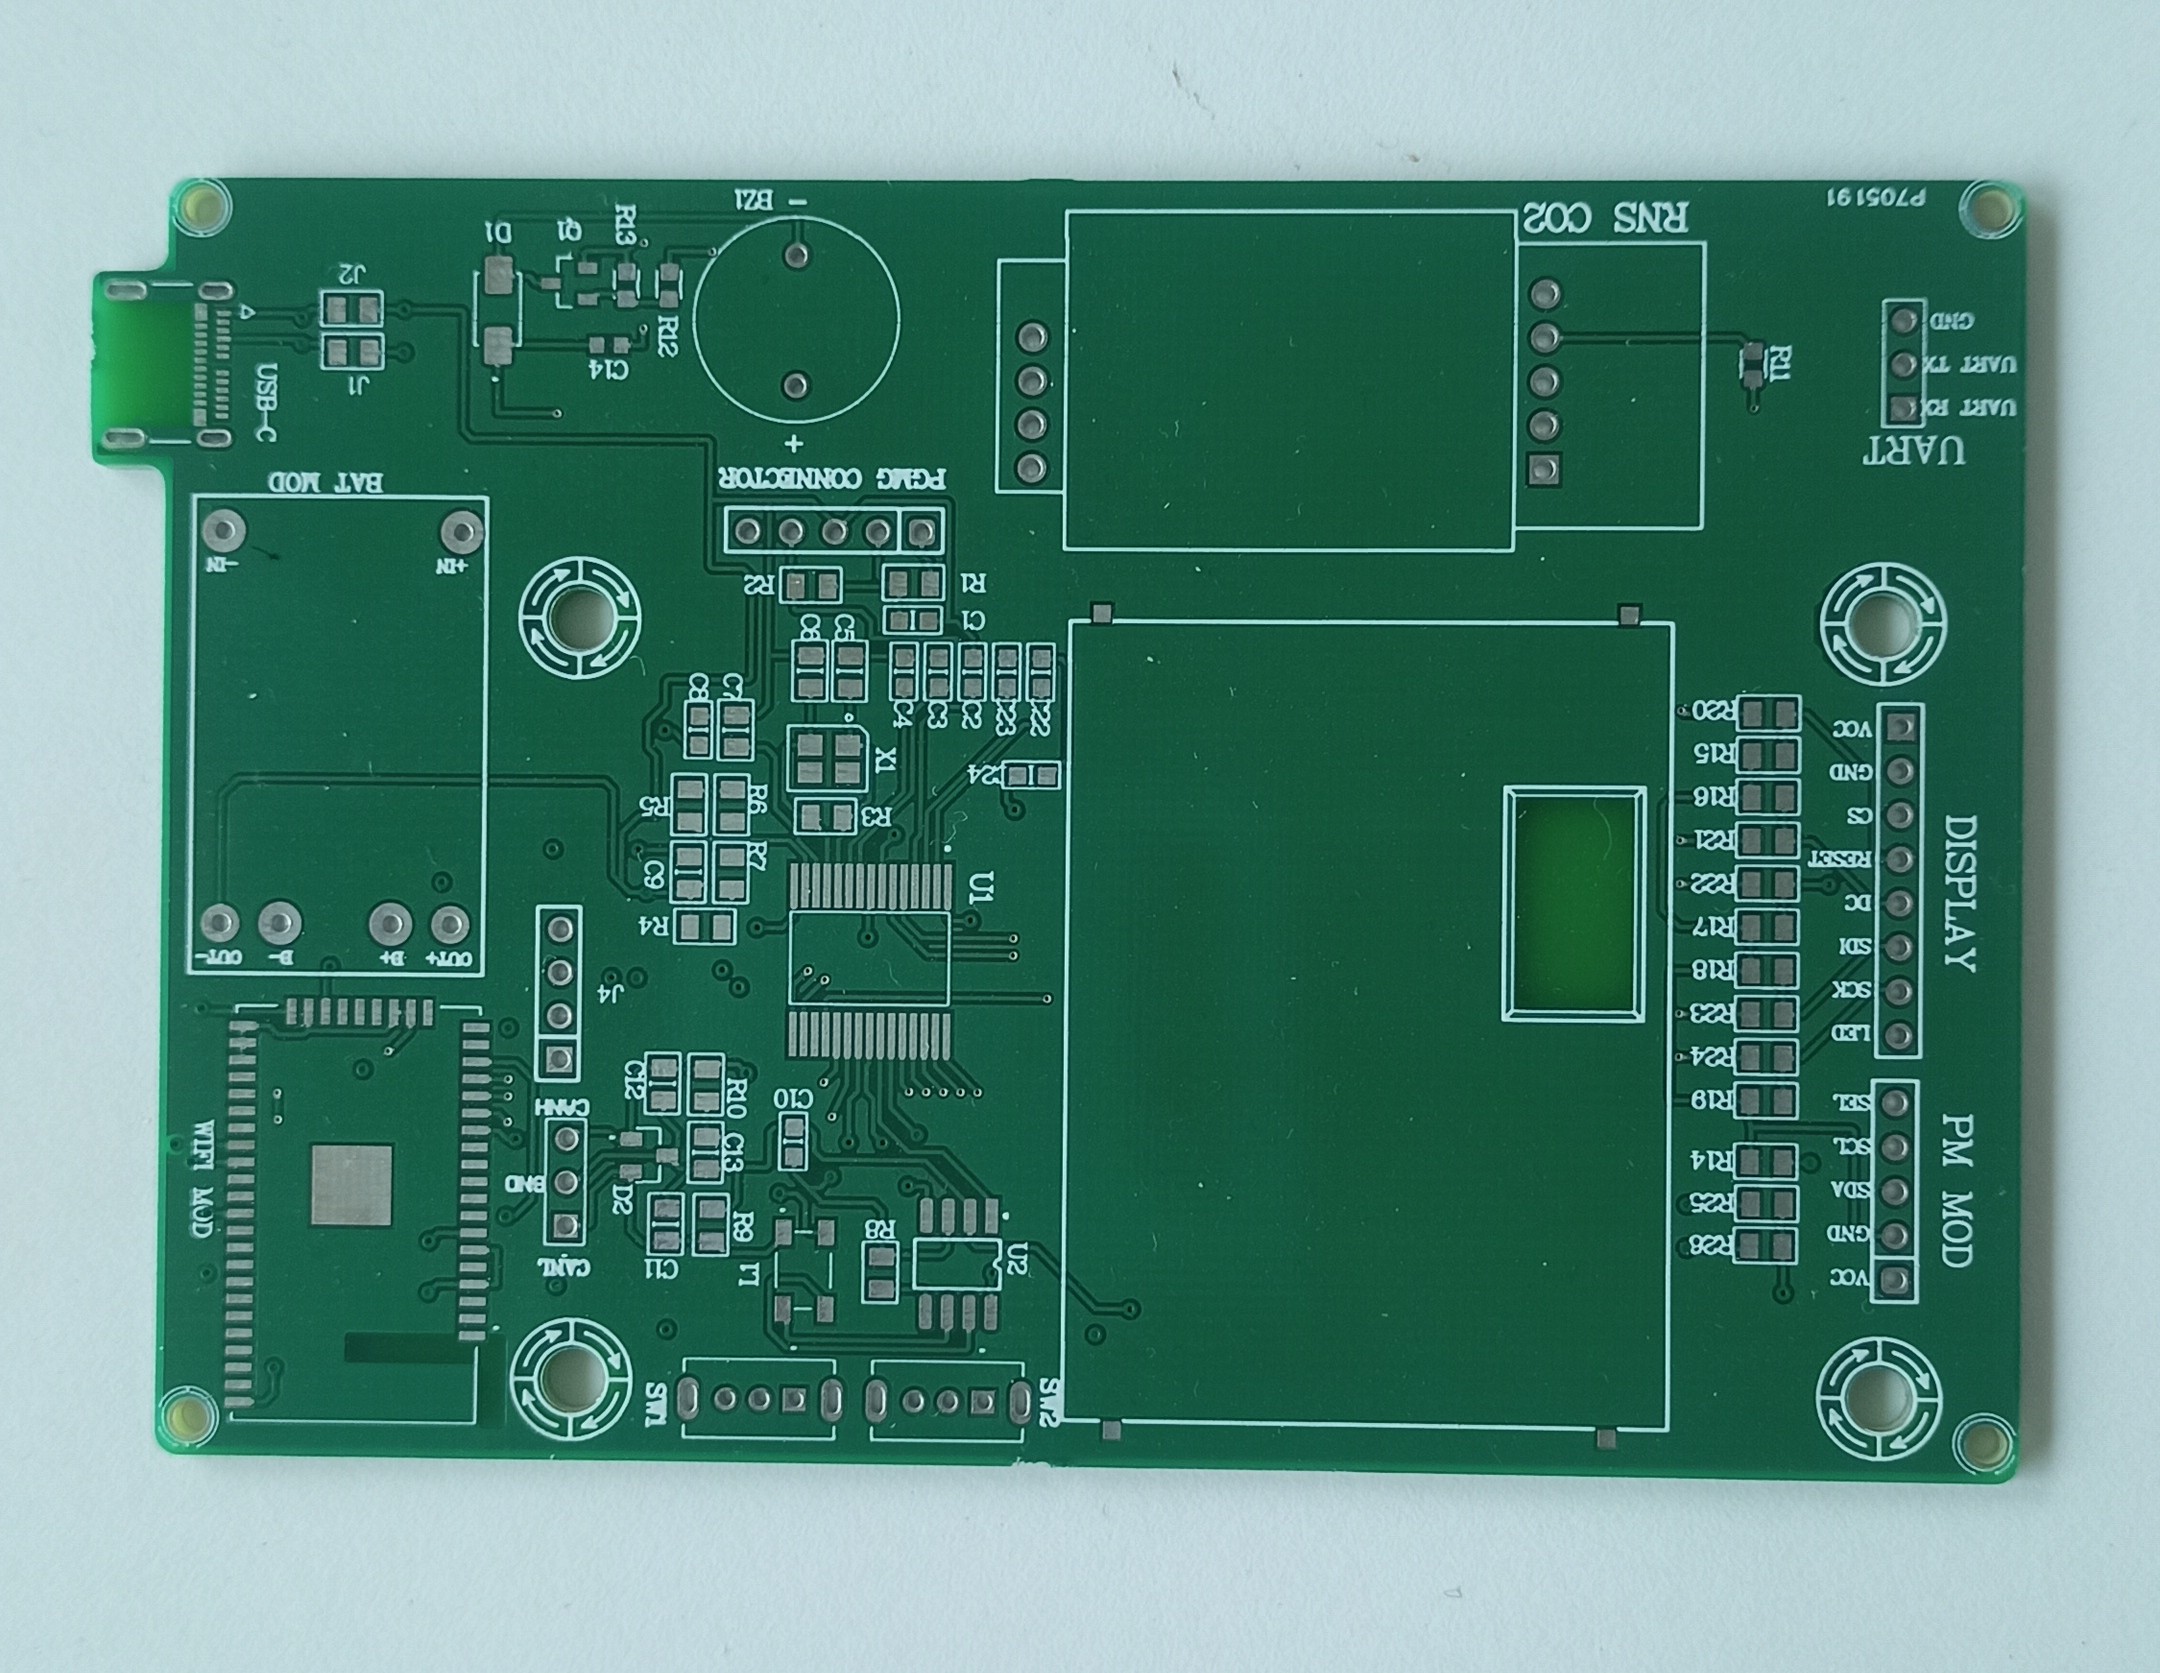 P705191
RNS CO2
BZ1
-
+
R13
Q1
D1
R12
C14
J2
J1
USB-C
R11
GND
UART TX
UART RX
UART
BAT MOD
-IN
+IN
OUT-
B-
B+
OUT+
PGMG CONNECTOR
R2
R1
C1
C6
C5
C4
C3
C2
C8
C7
X1
R3
R5
R6
C9
R7
R4
U1
J4
R20
R15
R16
R21
R22
R17
R18
R23
R24
R19
R14
R25
R26
VCC
GND
CS
RESET
DC
SDI
SCK
LED
DISPLAY
SEL
SCL
SDA
GND
VCC
PM MOD
WIFI MOD
CANH
GND
CANL
C12
R10
C13
D2
C11
R9
C10
L1
R8
U2
SW1
SW2